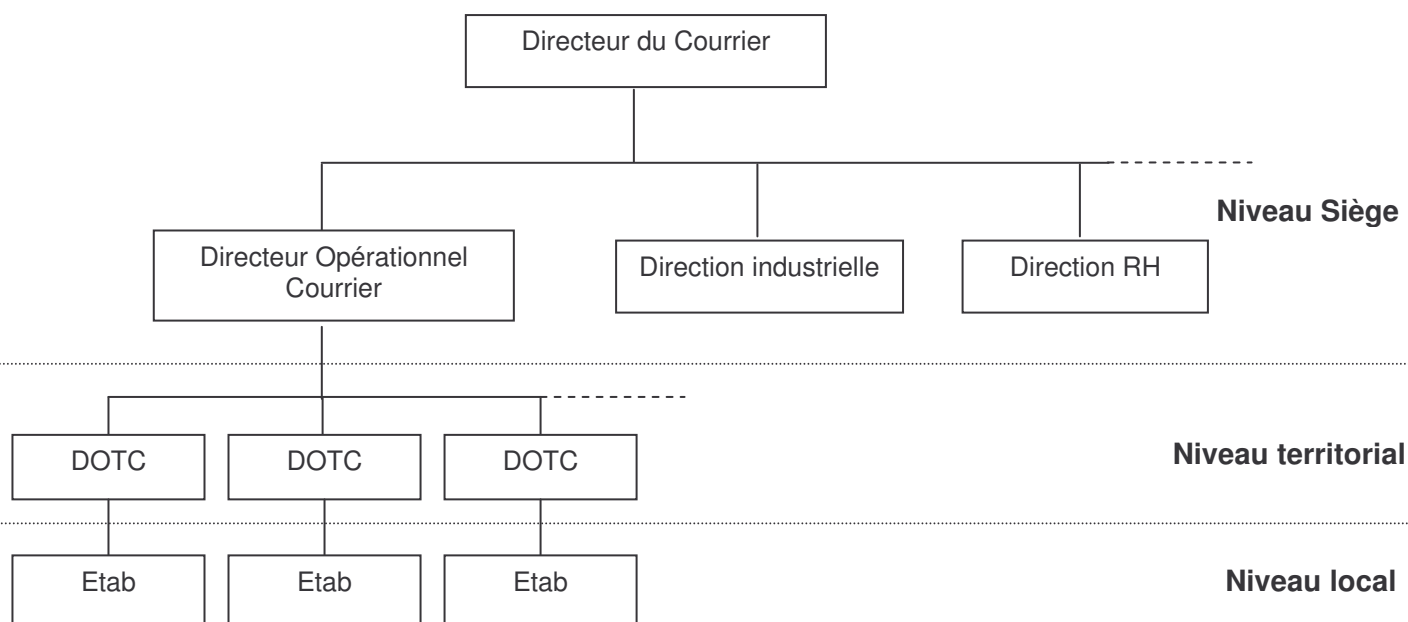 Directeur du Courrier
Niveau Siège
Directeur Opérationnel
Courrier
Direction industrielle
Direction RH
DOTC
DOTC
DOTC
Niveau territorial
Etab
Etab
Etab
Niveau local